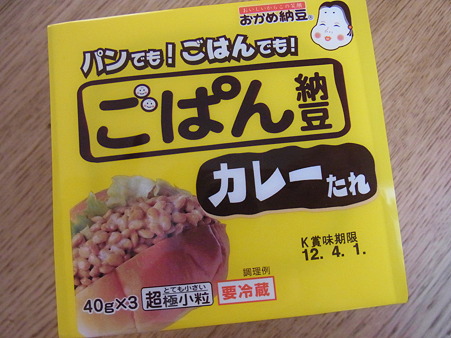 おいしいからこの笑顔
おかめ納豆
パンでも!ごはんでも!
ごぱん納豆
カレーたれ
K賞味期限
12.4.1.
調理例
とても小さい
40g×3 超極小粒 要冷蔵